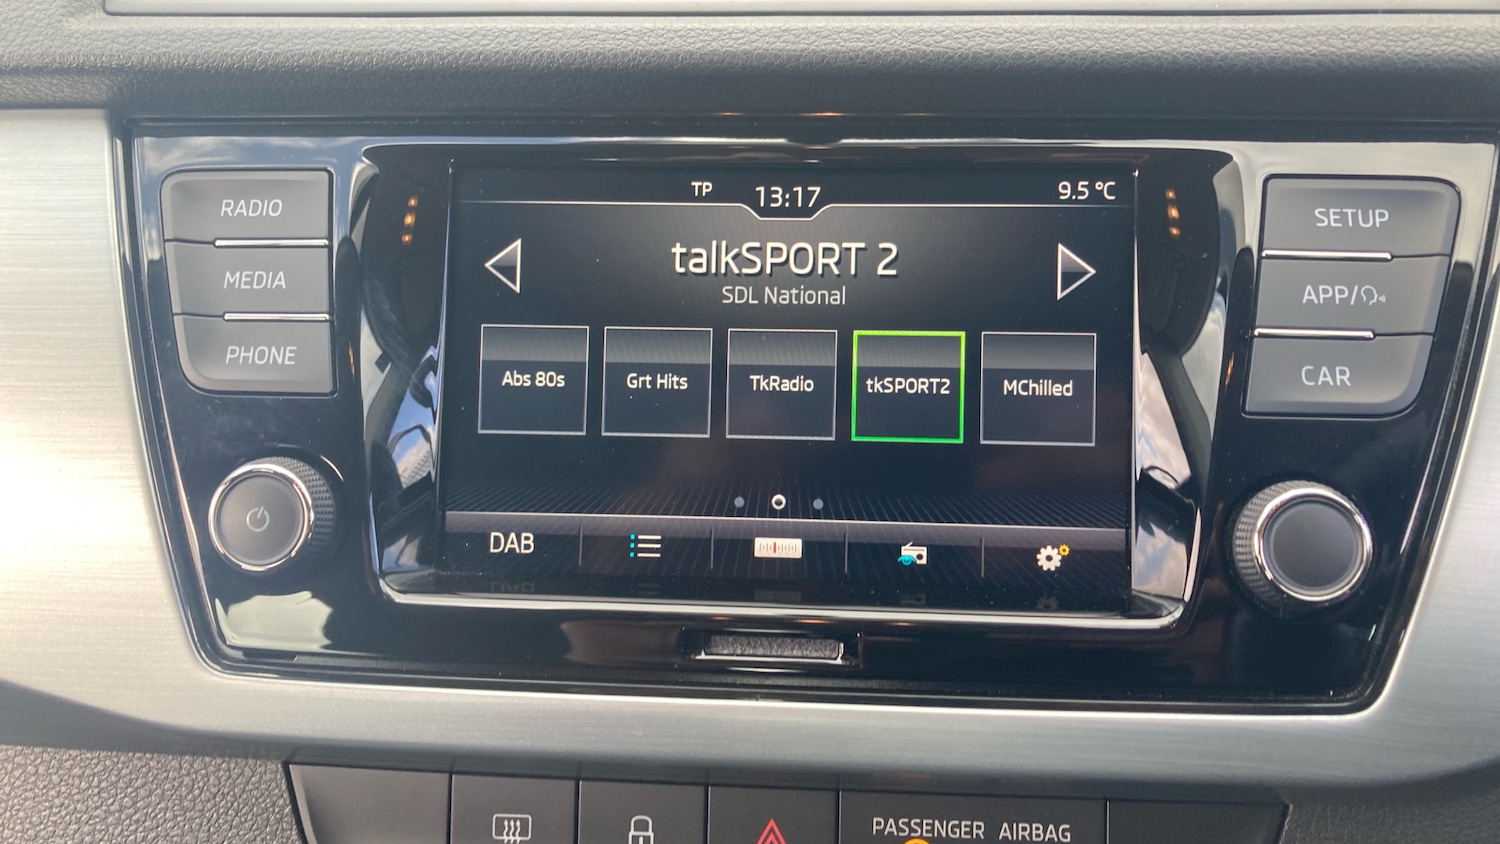 RADIO
MEDIA
PHONE
TP 13:17 9.5 °C
talkSPORT 2
SDL National
Abs 80s
Grt Hits
TkRadio
tkSPORT2
MChilled
DAB
SETUP
APP/
CAR
PASSENGER AIRBAG